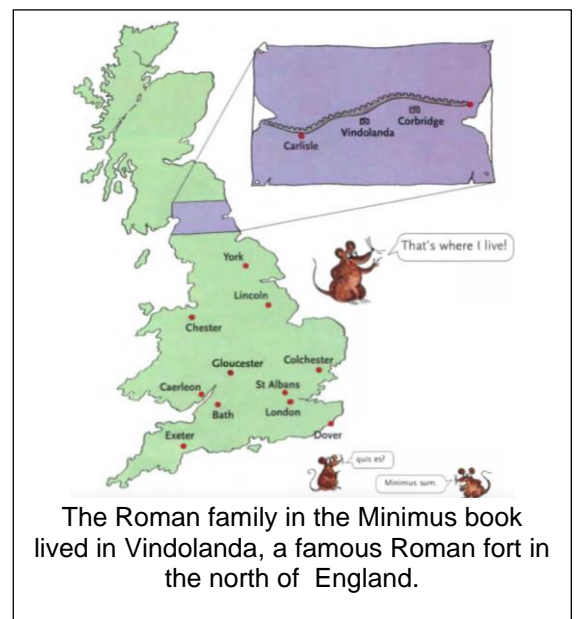 Carlisle
Vindolanda
Corbridge
That's where I live!
York
Lincoln
Chester
Gloucester
Colchester
Caerleon
St Albans
Bath
London
Exeter
Dover
quis es?
Minimus sum.
The Roman family in the Minimus book
lived in Vindolanda, a famous Roman fort in
the north of England.